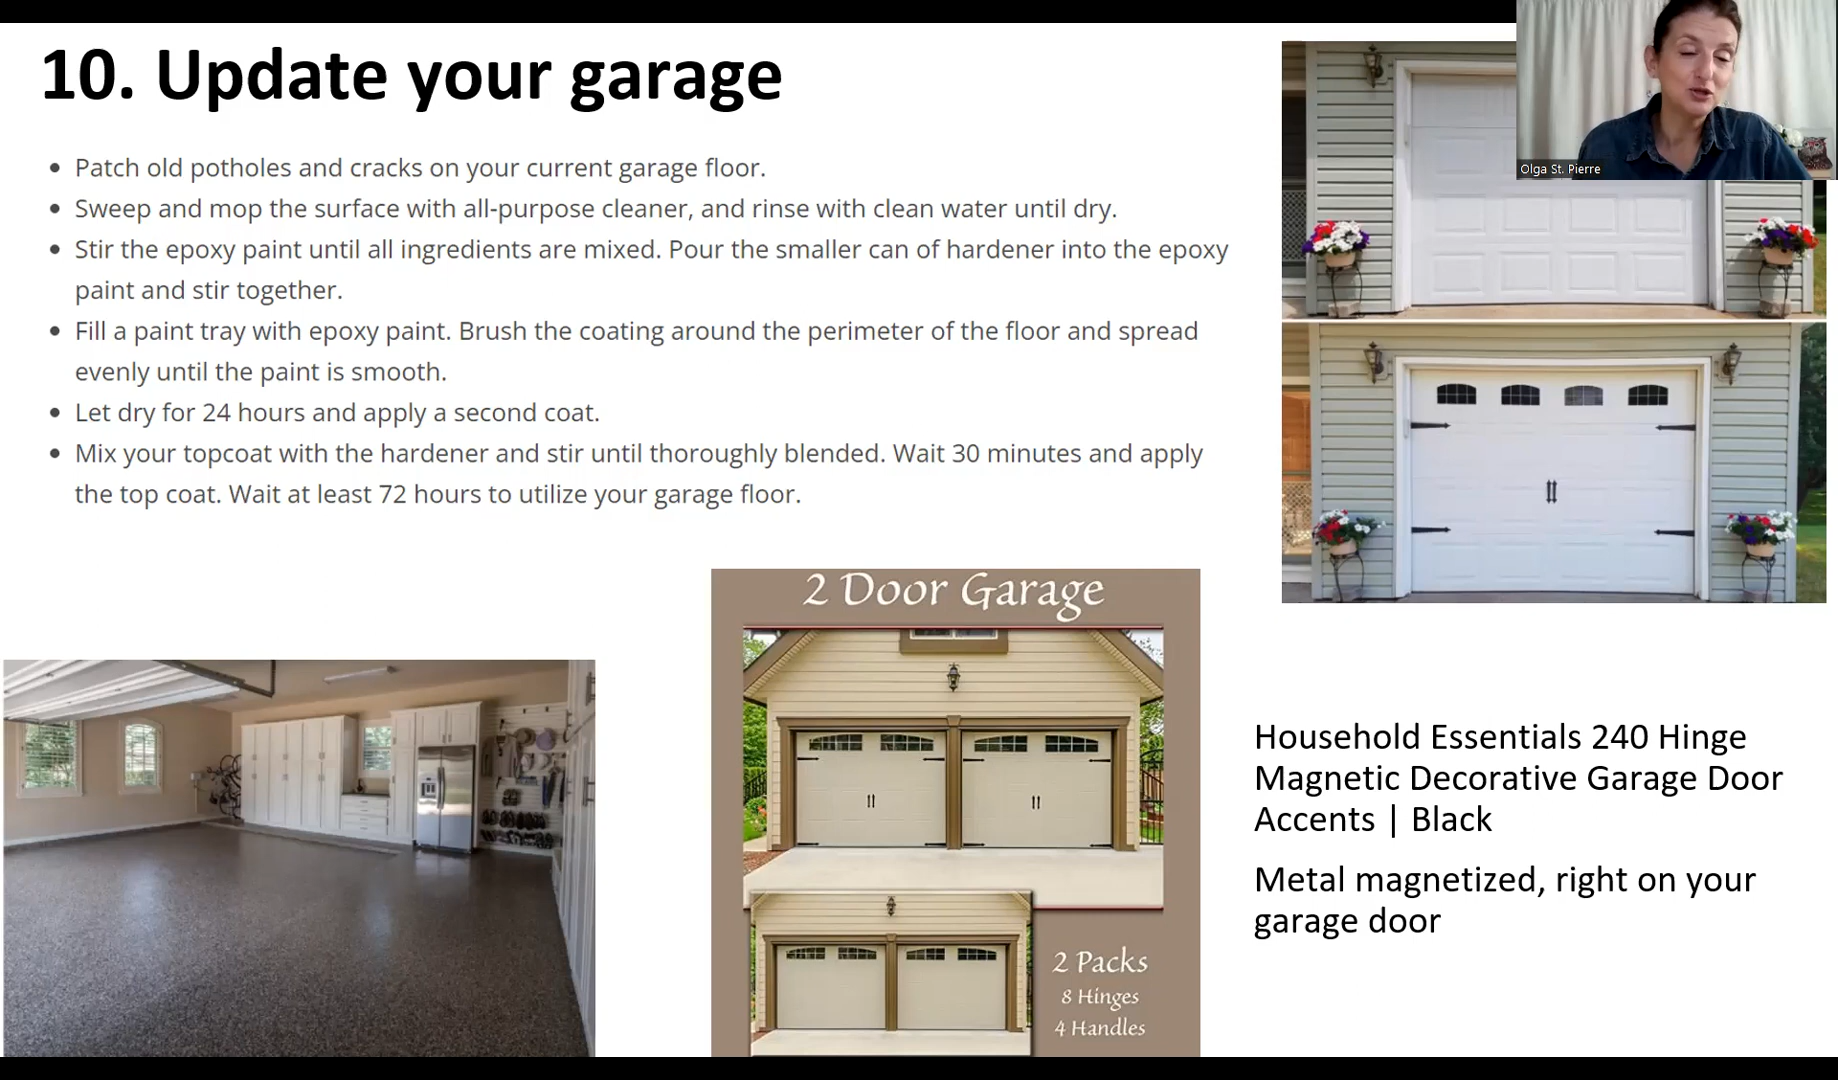 10. Update your garage
• Patch old potholes and cracks on your current garage floor.
• Sweep and mop the surface with all-purpose cleaner, and rinse with clean water until dry.
• Stir the epoxy paint until all ingredients are mixed. Pour the smaller can of hardener into the epoxy
paint and stir together.
• Fill a paint tray with epoxy paint. Brush the coating around the perimeter of the floor and spread
evenly until the paint is smooth.
• Let dry for 24 hours and apply a second coat.
• Mix your topcoat with the hardener and stir until thoroughly blended. Wait 30 minutes and apply
the top coat. Wait at least 72 hours to utilize your garage floor.
Olga St. Pierre
2 Door Garage
2 Packs
8 Hinges
4 Handles
Household Essentials 240 Hinge
Magnetic Decorative Garage Door
Accents | Black
Metal magnetized, right on your
garage door